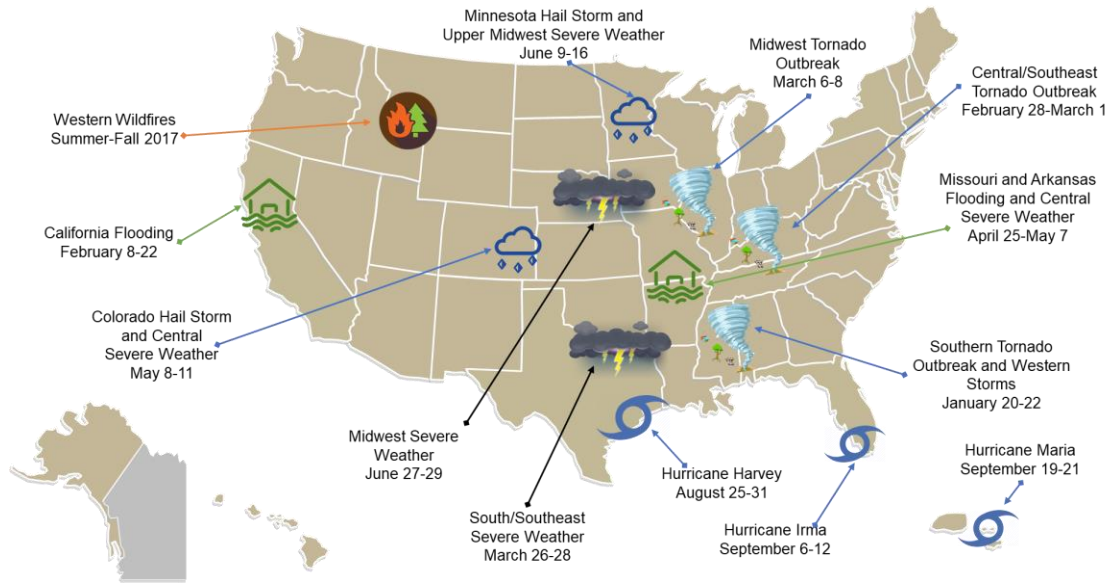 Minnesota Hail Storm and
Upper Midwest Severe Weather
June 9-16
Midwest Tornado
Outbreak
March 6-8
Central/Southeast
Tornado Outbreak
February 28-March 1
Western Wildfires
Summer-Fall 2017
Missouri and Arkansas
Flooding and Central
Severe Weather
April 25-May 7
California Flooding
February 8-22
Colorado Hail Storm
and Central
Severe Weather
May 8-11
Southern Tornado
Outbreak and Western
Storms
January 20-22
Midwest Severe
Weather
June 27-29
Hurricane Harvey
August 25-31
Hurricane Maria
September 19-21
South/Southeast
Severe Weather
March 26-28
Hurricane Irma
September 6-12